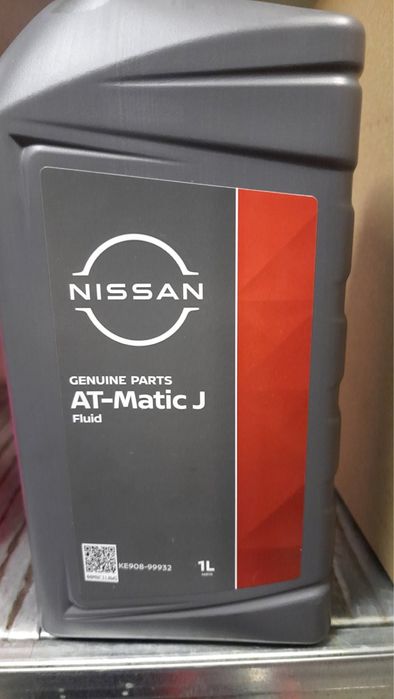 NISSAN
GENUINE PARTS
AT-Matic J
Fluid
KE908-99932
1L